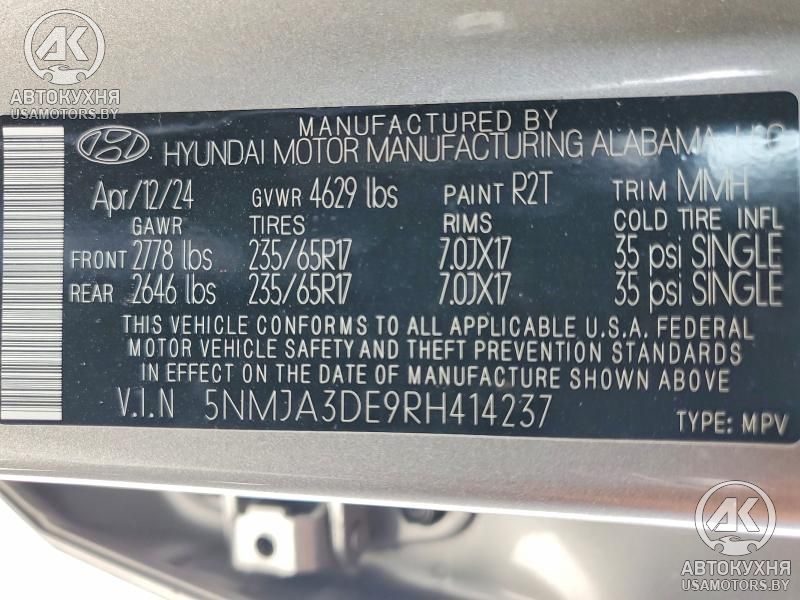 AK
АВТОКУХНЯ
USAMOTORS.BY
MANUFACTURED BY
HYUNDAI MOTOR MANUFACTURING ALABAMA, LLC
Apr/12/24 GVWR 4629 lbs PAINT R2T TRIM MMH
GAWR TIRES RIMS COLD TIRE INFL
FRONT 2778 lbs 235/65R17 7.0JX17 35 psi SINGLE
REAR 2646 lbs 235/65R17 7.0JX17 35 psi SINGLE
THIS VEHICLE CONFORMS TO ALL APPLICABLE U.S.A. FEDERAL
MOTOR VEHICLE SAFETY AND THEFT PREVENTION STANDARDS
IN EFFECT ON THE DATE OF MANUFACTURE SHOWN ABOVE.
V.I.N 5NMJA3DE9RH414237 TYPE: MPV
AK
АВТОКУХНЯ
USAMOTORS.BY